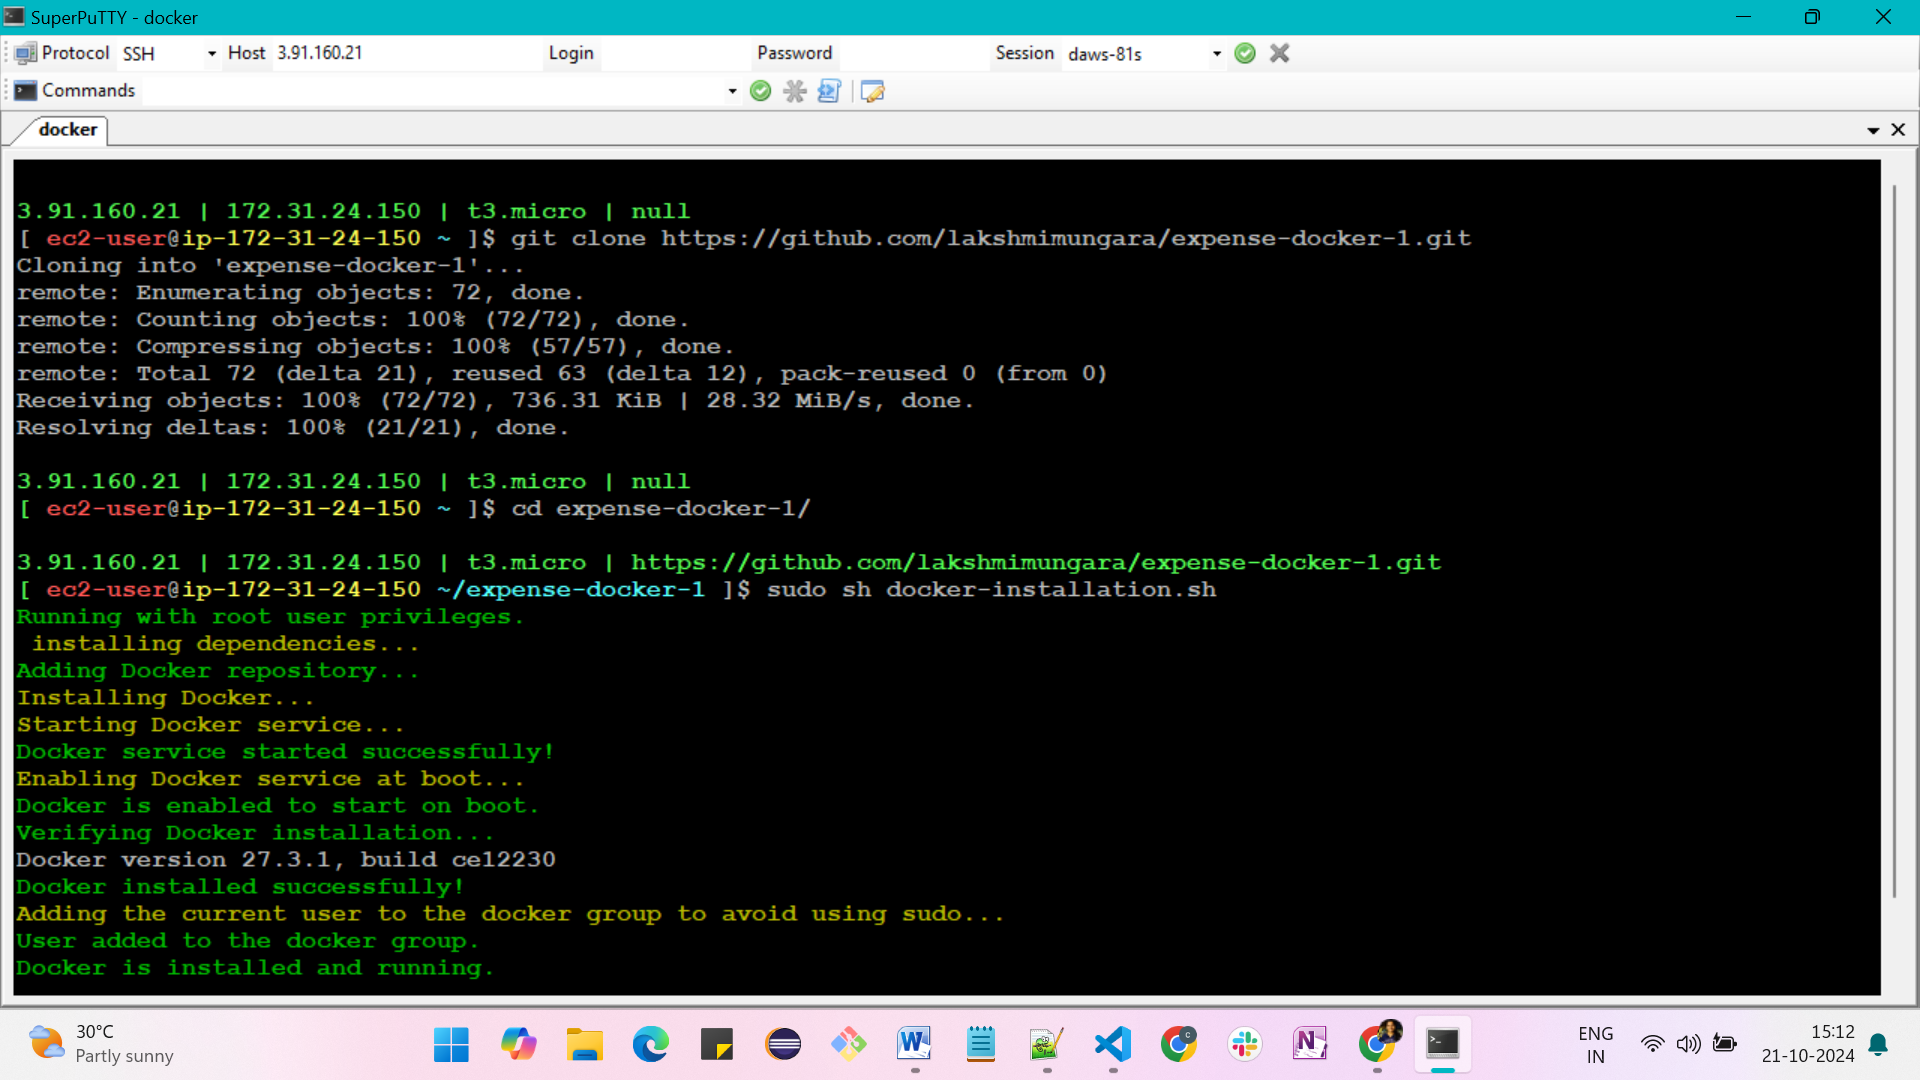 SuperPuTTY - docker
Protocol SSH Host 3.91.160.21 Login Password Session daws-81s
Commands
docker
3.91.160.21 | 172.31.24.150 | t3.micro | null
[ ec2-user@ip-172-31-24-150 ~ ]$ git clone https://github.com/lakshmimungara/expense-docker-1.git
Cloning into 'expense-docker-1'...
remote: Enumerating objects: 72, done.
remote: Counting objects: 100% (72/72), done.
remote: Compressing objects: 100% (57/57), done.
remote: Total 72 (delta 21), reused 63 (delta 12), pack-reused 0 (from 0)
Receiving objects: 100% (72/72), 736.31 KiB | 28.32 MiB/s, done.
Resolving deltas: 100% (21/21), done.
3.91.160.21 | 172.31.24.150 | t3.micro | null
[ ec2-user@ip-172-31-24-150 ~ ]$ cd expense-docker-1/
3.91.160.21 | 172.31.24.150 | t3.micro | https://github.com/lakshmimungara/expense-docker-1.git
[ ec2-user@ip-172-31-24-150 ~/expense-docker-1 ]$ sudo sh docker-installation.sh
Running with root user privileges.
installing dependencies...
Adding Docker repository...
Installing Docker...
Starting Docker service...
Docker service started successfully!
Enabling Docker service at boot...
Docker is enabled to start on boot.
Verifying Docker installation...
Docker version 27.3.1, build ce12230
Docker installed successfully!
Adding the current user to the docker group to avoid using sudo...
User added to the docker group.
Docker is installed and running.
30°C
Partly sunny
ENG
IN
15:12
21-10-2024